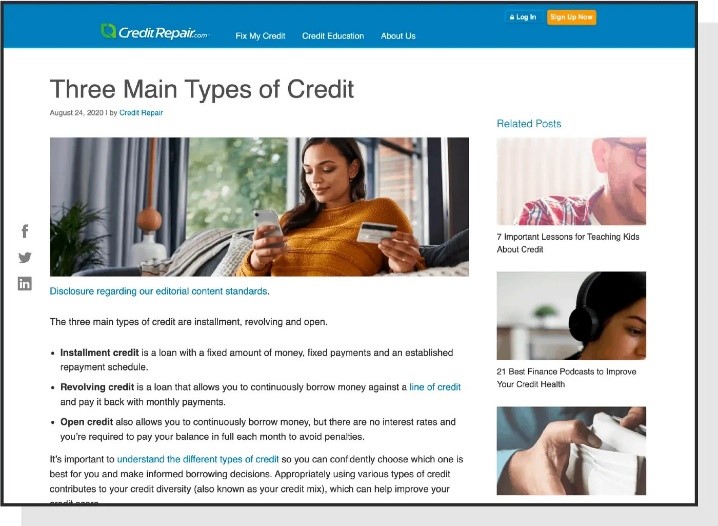 CreditRepair.com
Fix My Credit
Credit Education
About Us
Log In
Sign Up Now
Three Main Types of Credit
August 24, 2020 | by Credit Repair
Disclosure regarding our editorial content standards.
The three main types of credit are installment, revolving and open.
• Installment credit is a loan with a fixed amount of money, fixed payments and an established
repayment schedule.
• Revolving credit is a loan that allows you to continuously borrow money against a line of credit
and pay it back with monthly payments.
• Open credit also allows you to continuously borrow money, but there are no interest rates and
you're required to pay your balance in full each month to avoid penalties.
It's important to understand the different types of credit so you can confidently choose which one is
best for you and make informed borrowing decisions. Appropriately using various types of credit
contributes to your credit diversity (also known as your credit mix), which can help improve your
Related Posts
7 Important Lessons for Teaching Kids
About Credit
21 Best Finance Podcasts to Improve
Your Credit Health